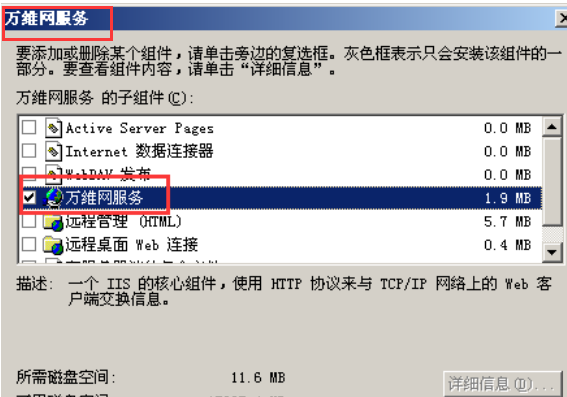 万维网服务
要添加或删除某个组件，请单击旁边的复选框。灰色框表示只会安装该组件的一
部分。要查看组件内容，请单击“详细信息”。
万维网服务 的子组件(C):
Active Server Pages 0.0 MB
Internet 数据连接器 0.0 MB
WebDAV 发布 0.0 MB
万维网服务 1.9 MB
远程管理 (HTML) 5.7 MB
远程桌面 Web 连接 0.4 MB
描述: 一个 IIS 的核心组件，使用 HTTP 协议来与 TCP/IP 网络上的 Web 客
户端交换信息。
所需磁盘空间: 11.6 MB
详细信息(D)...